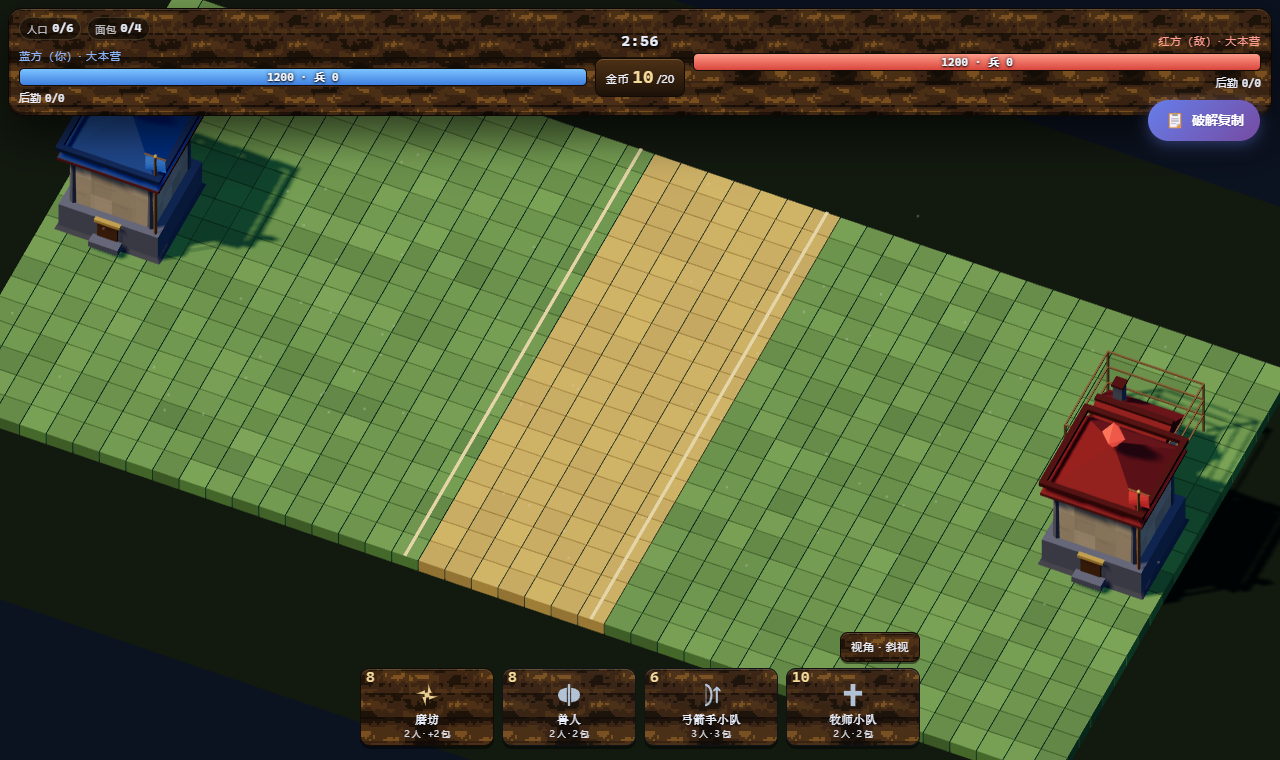 人口 0/6 面包 0/4
蓝方（你）· 大本营
1200 · 兵 0
后勤 0/0
2:56
金币 10 /20
红方（敌）· 大本营
1200 · 兵 0
后勤 0/0
📋 破解复制
视角 · 斜视
8
磨坊
2人 · +2包
8
兽人
2人 · 2包
6
弓箭手小队
3人 · 3包
10
牧师小队
2人 · 2包